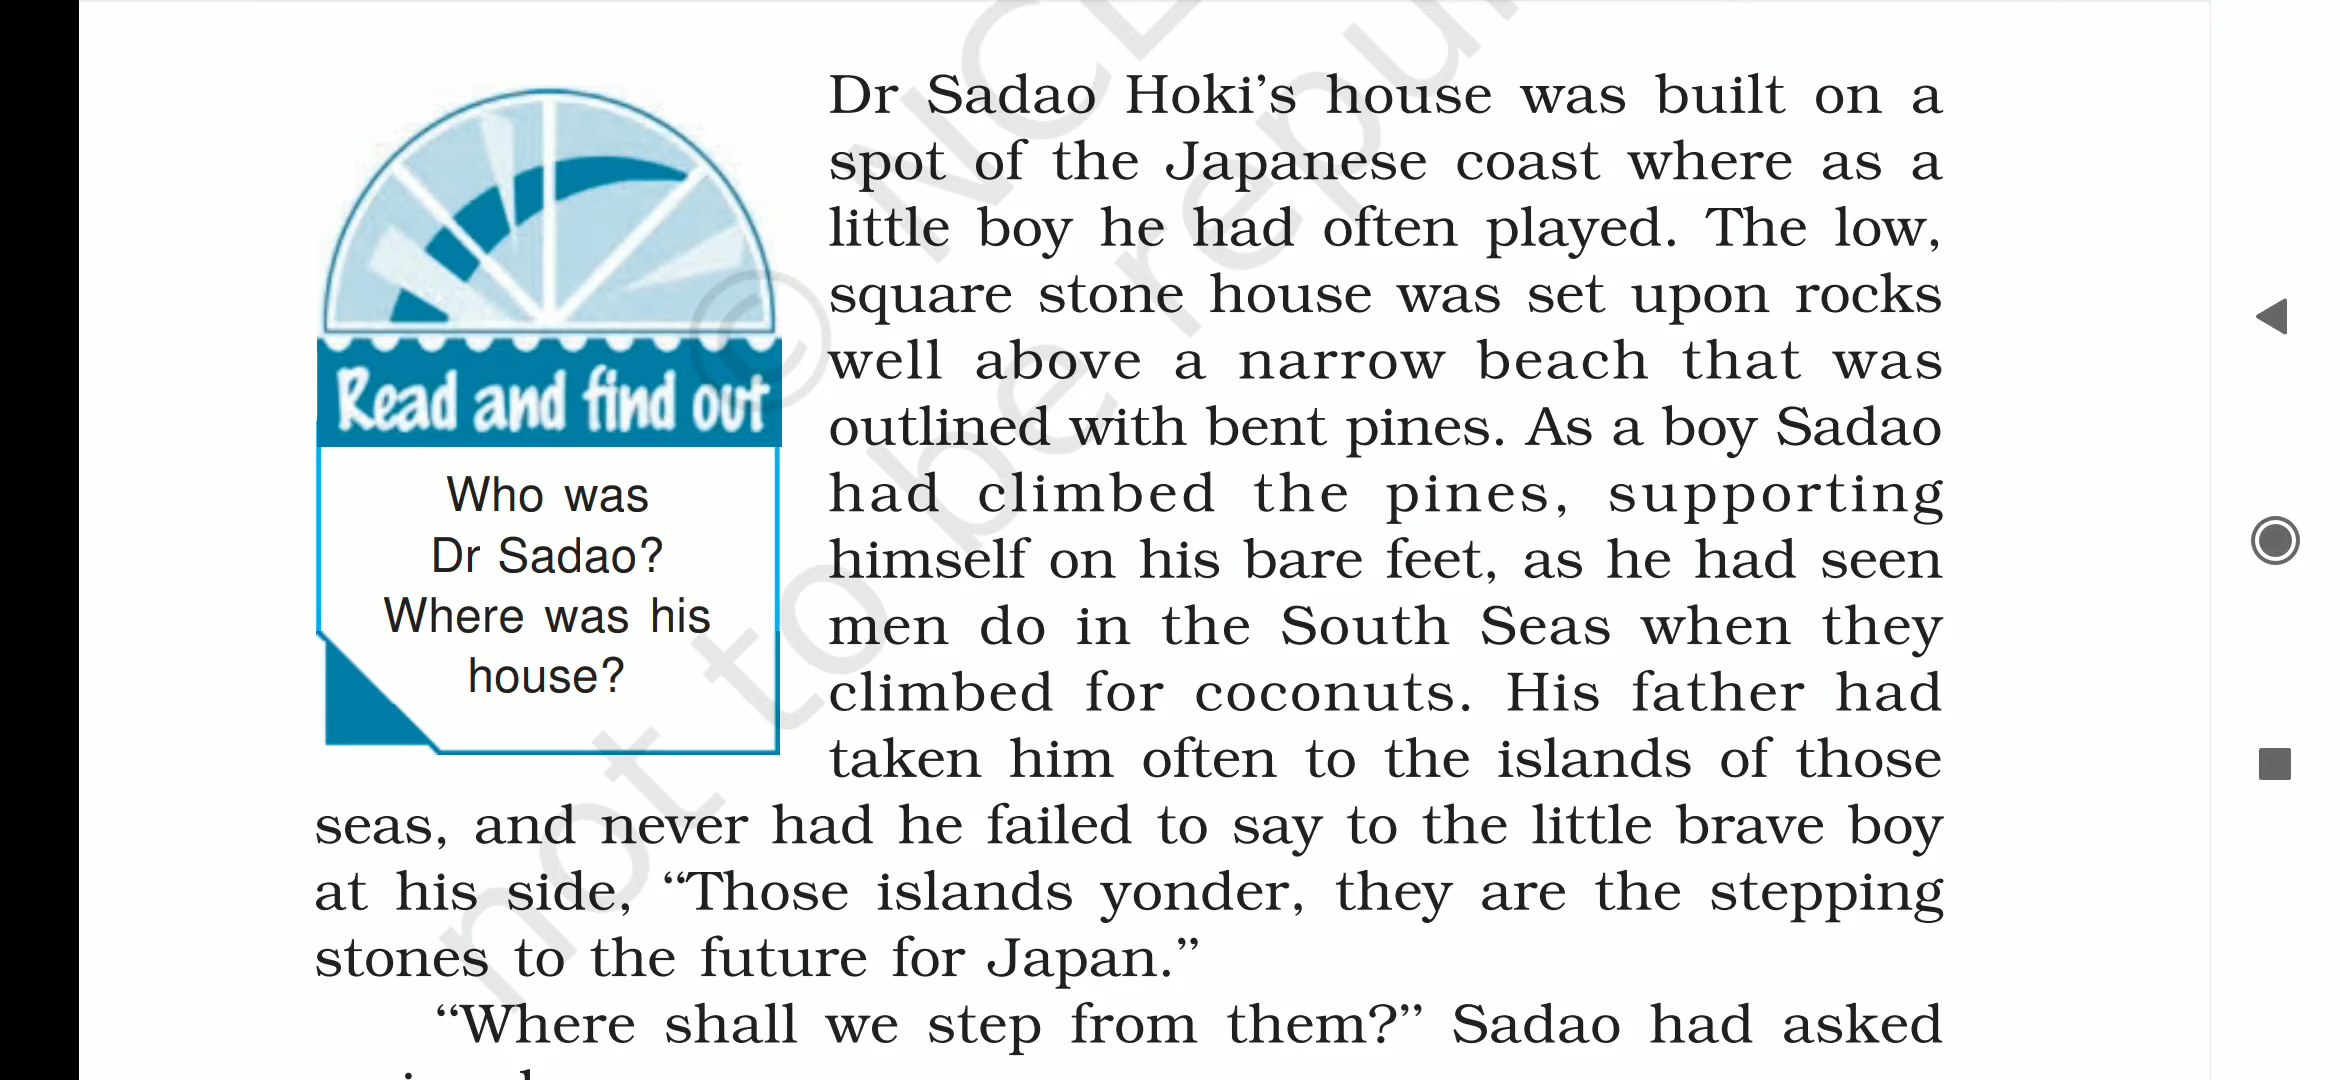 Dr Sadao Hoki’s house was built on a
spot of the Japanese coast where as a
little boy he had often played. The low,
square stone house was set upon rocks
well above a narrow beach that was
outlined with bent pines. As a boy Sadao
had climbed the pines, supporting
himself on his bare feet, as he had seen
men do in the South Seas when they
climbed for coconuts. His father had
taken him often to the islands of those
seas, and never had he failed to say to the little brave boy
at his side, “Those islands yonder, they are the stepping
stones to the future for Japan.”
“Where shall we step from them?” Sadao had asked
Read and find out
Who was
Dr Sadao?
Where was his
house?
©
not to be